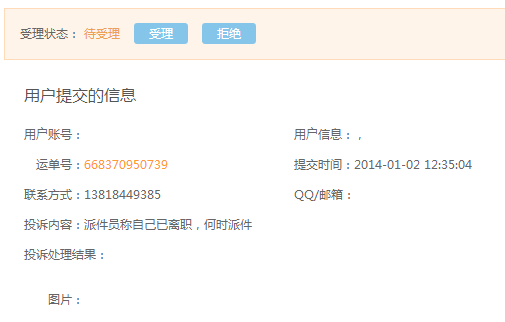 受理状态： 待受理 受理 拒绝
用户提交的信息
用户账号： 用户信息：，
运单号：668370950739 提交时间：2014-01-02 12:35:04
联系方式：13818449385 QQ/邮箱：
投诉内容：派件员称自己已离职，何时派件
投诉处理结果：
图片：